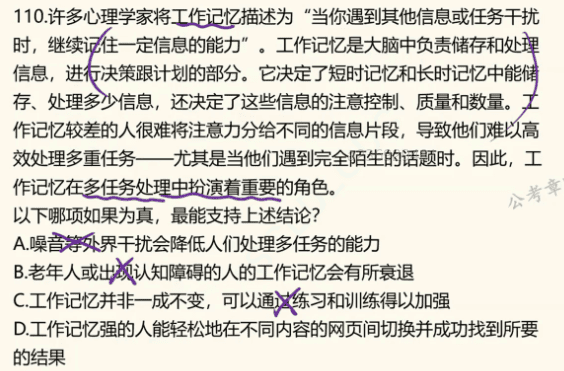 110.许多心理学家将工作记忆描述为“当你遇到其他信息或任务干扰
时，继续记住一定信息的能力”。工作记忆是大脑中负责储存和处理
信息，进行决策跟计划的部分。它决定了短时记忆和长时记忆中能储
存、处理多少信息，还决定了这些信息的注意控制、质量和数量。工
作记忆较差的人很难将注意力分给不同的信息片段，导致他们难以高
效处理多重任务——尤其是当他们遇到完全陌生的话题时。因此，工
作记忆在多任务处理中扮演着重要的角色。
公考章
以下哪项如果为真，最能支持上述结论？
A.噪音等外界干扰会降低人们处理多任务的能力
B.老年人或出现认知障碍的人的工作记忆会有所衰退
C.工作记忆并非一成不变，可以通过练习和训练得以加强
D.工作记忆强的人能轻松地在不同内容的网页间切换并成功找到所要
的结果